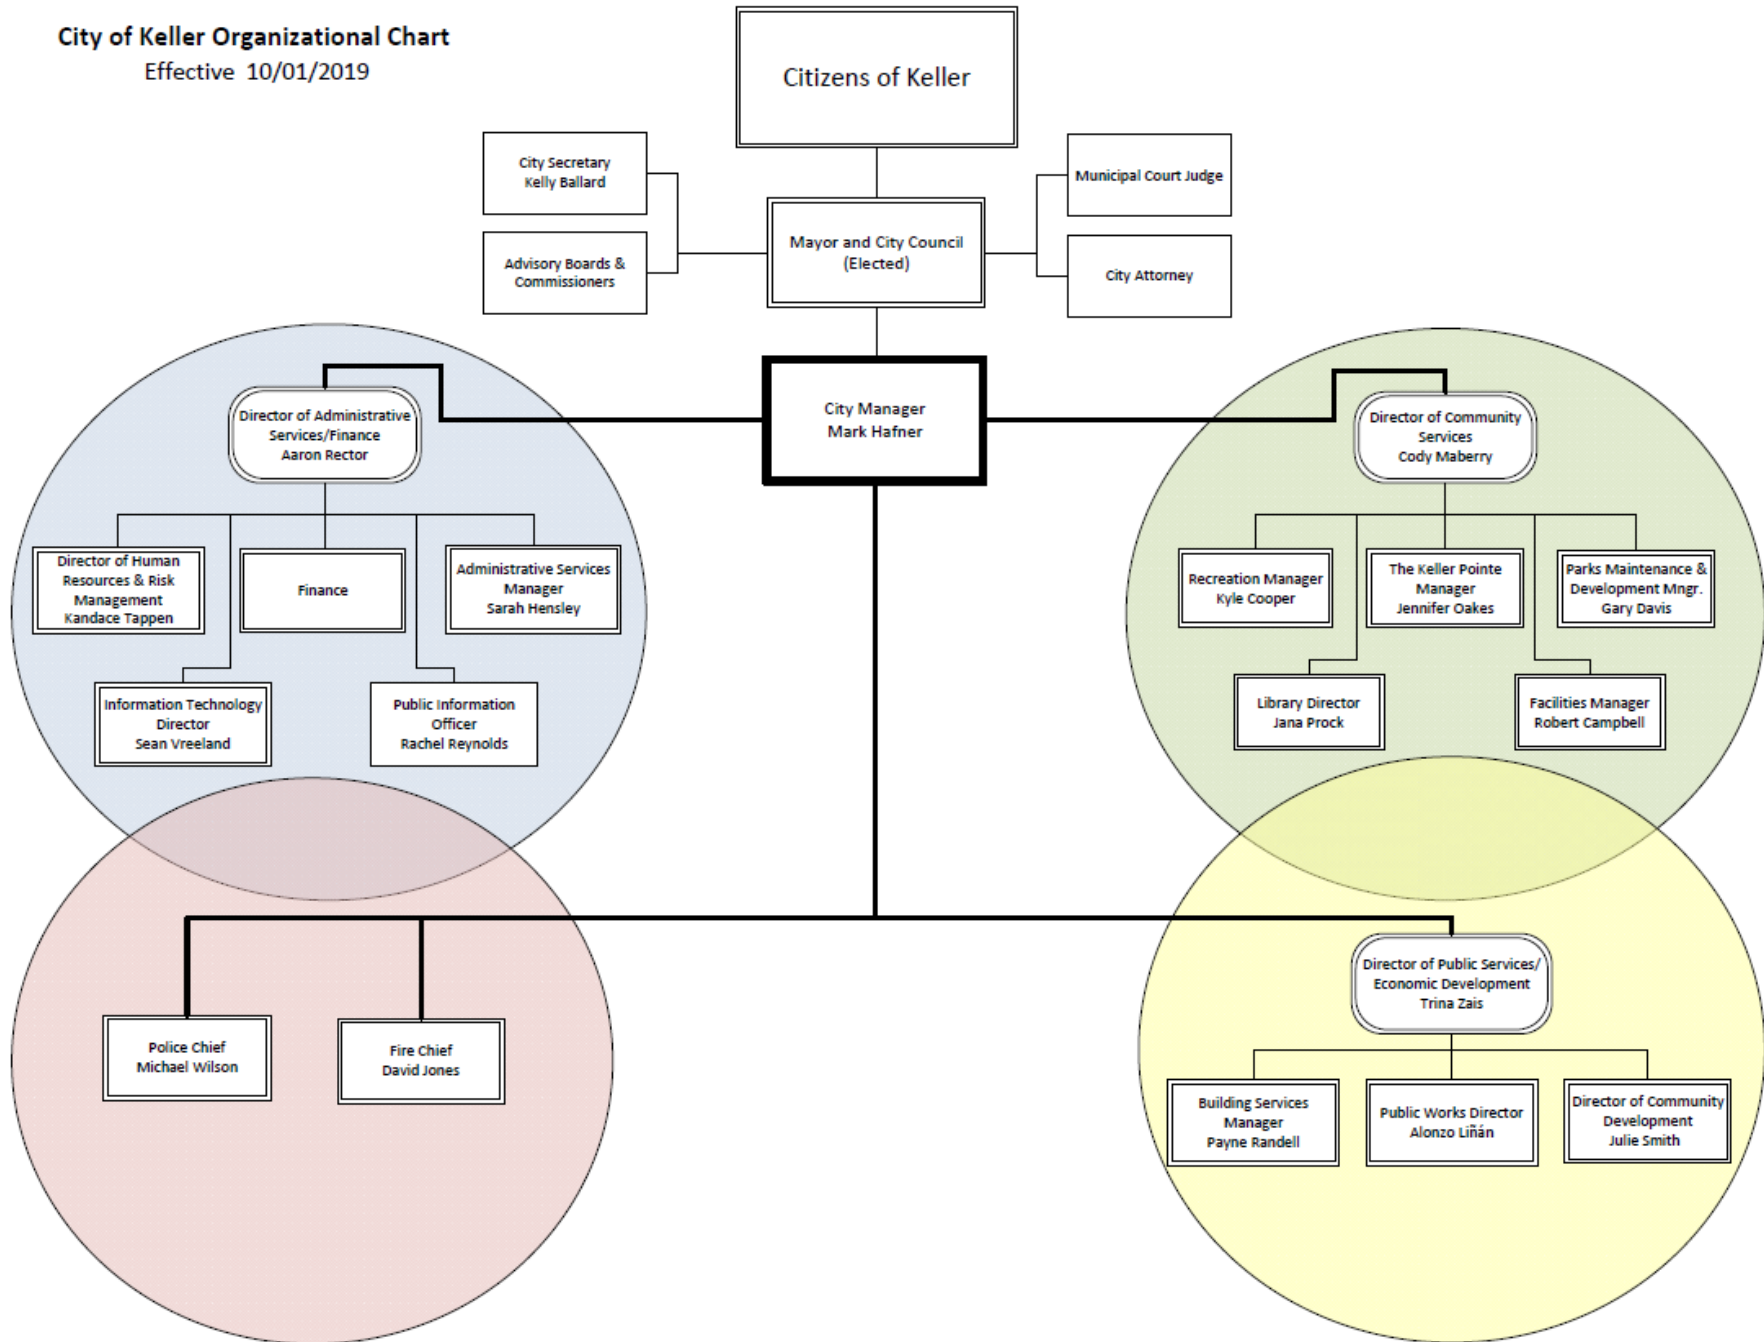 City of Keller Organizational Chart
Effective 10/01/2019
Citizens of Keller
City Secretary
Kelly Ballard
Municipal Court Judge
Mayor and City Council
(Elected)
Advisory Boards &
Commissioners
City Attorney
City Manager
Mark Hafner
Director of Administrative
Services/Finance
Aaron Rector
Director of Community
Services
Cody Maberry
Director of Human
Resources & Risk
Management
Kandace Tappen
Finance
Administrative Services
Manager
Sarah Hensley
Recreation Manager
Kyle Cooper
The Keller Pointe
Manager
Jennifer Oakes
Parks Maintenance &
Development Mngr.
Gary Davis
Information Technology
Director
Sean Vreeland
Public Information
Officer
Rachel Reynolds
Library Director
Jana Prock
Facilities Manager
Robert Campbell
Director of Public Services/
Economic Development
Trina Zais
Police Chief
Michael Wilson
Fire Chief
David Jones
Building Services
Manager
Payne Randell
Public Works Director
Alonzo Liñán
Director of Community
Development
Julie Smith